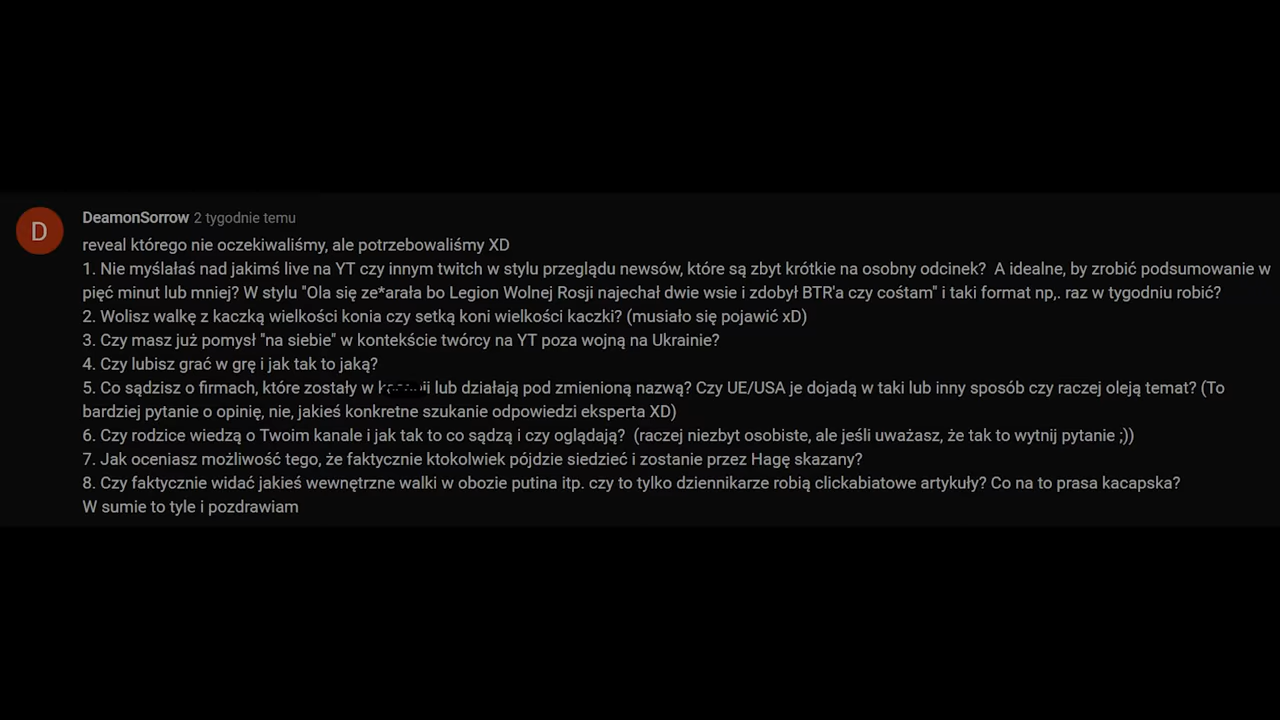 D
DeamonSorrow 2 tygodnie temu
reveal którego nie oczekiwaliśmy, ale potrzebowaliśmy XD
1. Nie myślałaś nad jakimś live na YT czy innym twitch w stylu przeglądu newsów, które są zbyt krótkie na osobny odcinek? A idealne, by zrobić podsumowanie w
pięć minut lub mniej? W stylu "Ola się ze*arała bo Legion Wolnej Rosji najechał dwie wsie i zdobył BTR'a czy cośtam" i taki format np,. raz w tygodniu robić?
2. Wolisz walkę z kaczką wielkości konia czy setką koni wielkości kaczki? (musiało się pojawić xD)
3. Czy masz już pomysł "na siebie" w kontekście twórcy na YT poza wojną na Ukrainie?
4. Czy lubisz grać w grę i jak tak to jaką?
5. Co sądzisz o firmach, które zostały w lub działają pod zmienioną nazwą? Czy UE/USA je dojadą w taki lub inny sposób czy raczej oleją temat? (To
bardziej pytanie o opinię, nie, jakieś konkretne szukanie odpowiedzi eksperta XD)
6. Czy rodzice wiedzą o Twoim kanale i jak tak to co sądzą i czy oglądają? (raczej niezbyt osobiste, ale jeśli uważasz, że tak to wytnij pytanie ;))
7. Jak oceniasz możliwość tego, że faktycznie ktokolwiek pójdzie siedzieć i zostanie przez Hagę skazany?
8. Czy faktycznie widać jakieś wewnętrzne walki w obozie putina itp. czy to tylko dziennikarze robią clickabiatowe artykuły? Co na to prasa kacapska?
W sumie to tyle i pozdrawiam